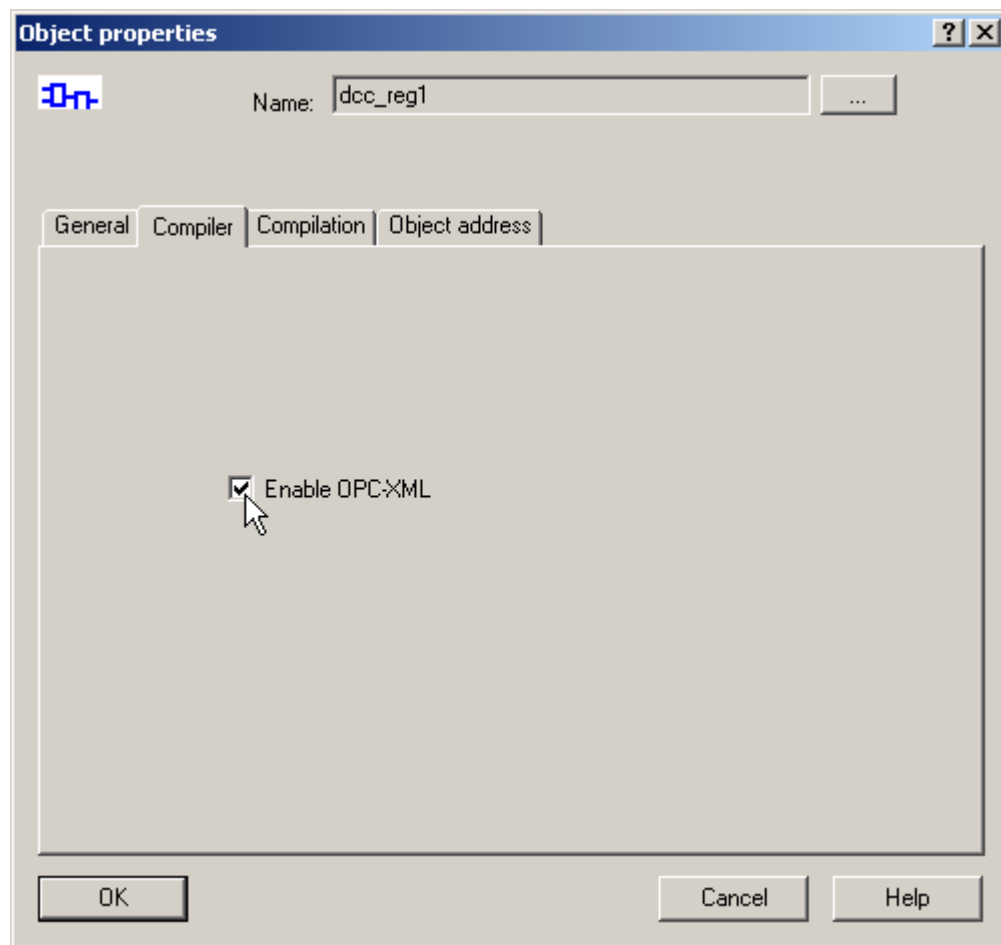 Object properties
Name: dcc_reg1 ...
General Compiler Compilation Object address
Enable OPC-XML
OK Cancel Help